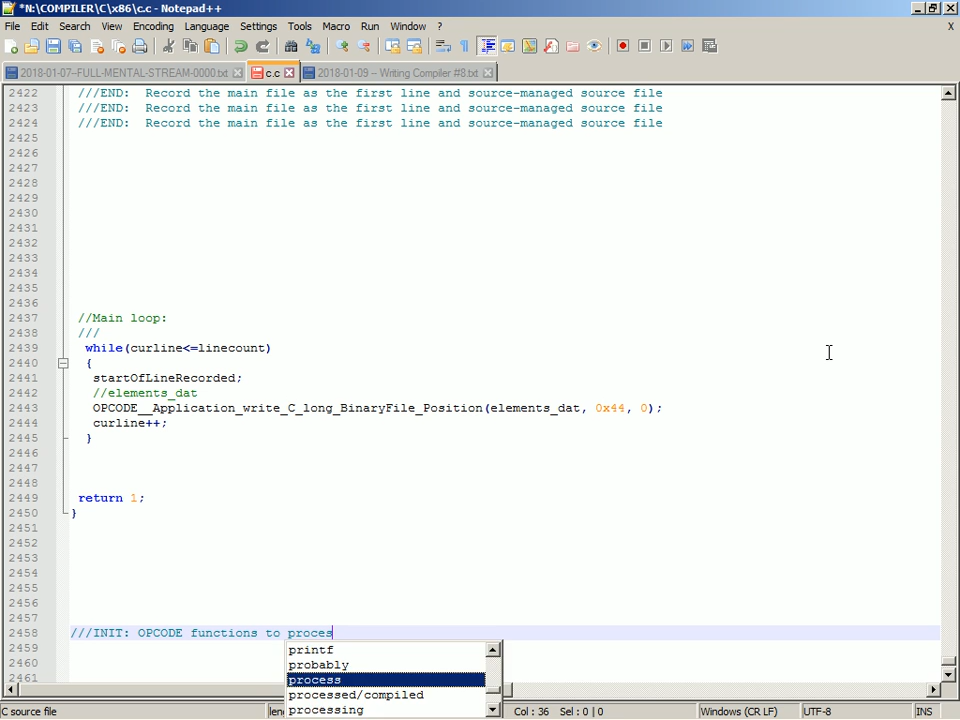 *N:\COMPILER\C\x86\c.c - Notepad++
File Edit Search View Encoding Language Settings Tools Macro Run Window ? X
2018-01-07--FULL-MENTAL-STREAM-0000.txt c.c 2018-01-09 -- Writing Compiler #8.txt
2422 ///END: Record the main file as the first line and source-managed source file
2423 ///END: Record the main file as the first line and source-managed source file
2424 ///END: Record the main file as the first line and source-managed source file
2425
2426
2427
2428
2429
2430
2431
2432
2433
2434
2435
2436
2437 //Main loop:
2438 ///
2439 while(curline<=linecount)
2440 {
2441 startOfLineRecorded;
2442 //elements_dat
2443 OPCODE__Application_write_C_long_BinaryFile_Position(elements_dat, 0x44, 0);
2444 curline++;
2445 }
2446
2447
2448
2449 return 1;
2450 }
2451
2452
2453
2454
2455
2456
2457
2458 ///INIT: OPCODE functions to proces
2459 printf
2460 probably
2461 process
processed/compiled
processing
C source file len Col : 36 Sel : 0 | 0 Windows (CR LF) UTF-8 INS